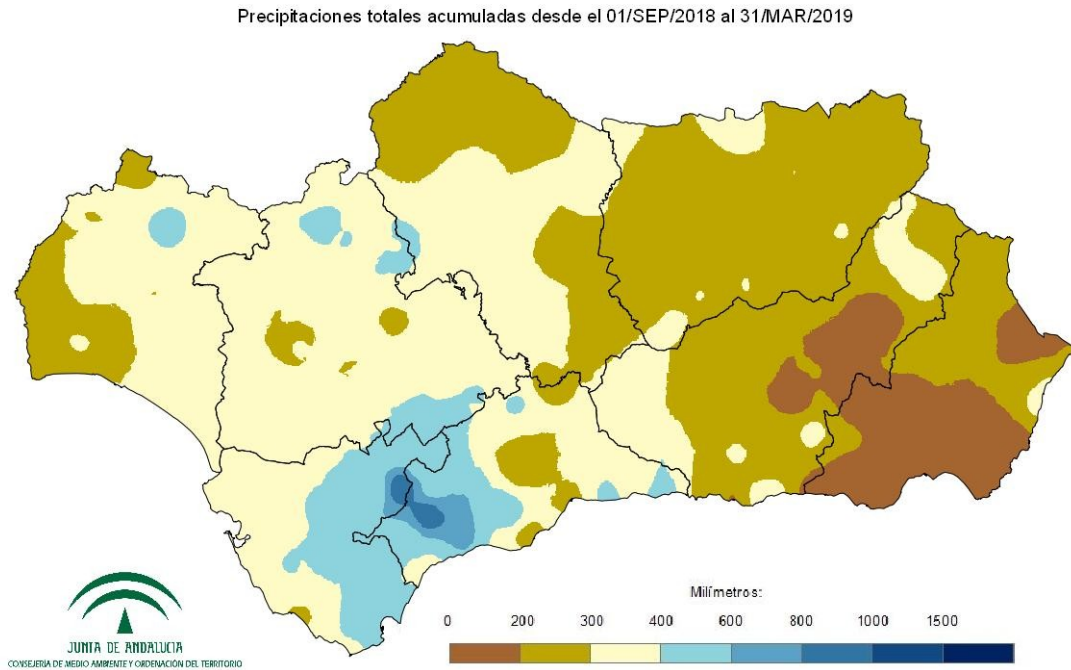 Precipitaciones totales acumuladas desde el 01/SEP/2018 al 31/MAR/2019
Milímetros:
0 200 300 400 600 800 1000 1500
JUNTA DE ANDALUCIA
CONSEJERIA DE MEDIO AMBIENTE Y ORDENACIÓN DEL TERRITORIO